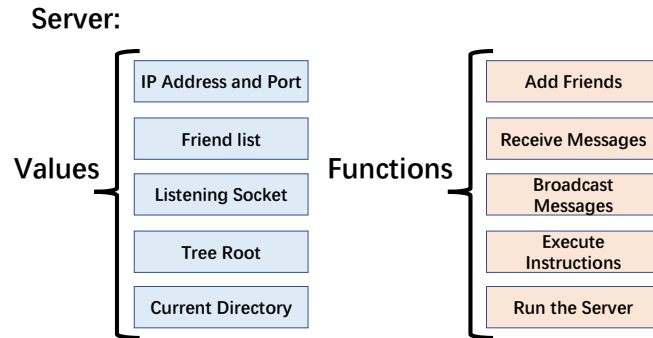 Server:
Values
IP Address and Port
Friend list
Listening Socket
Tree Root
Current Directory
Functions
Add Friends
Receive Messages
Broadcast
Messages
Execute
Instructions
Run the Server